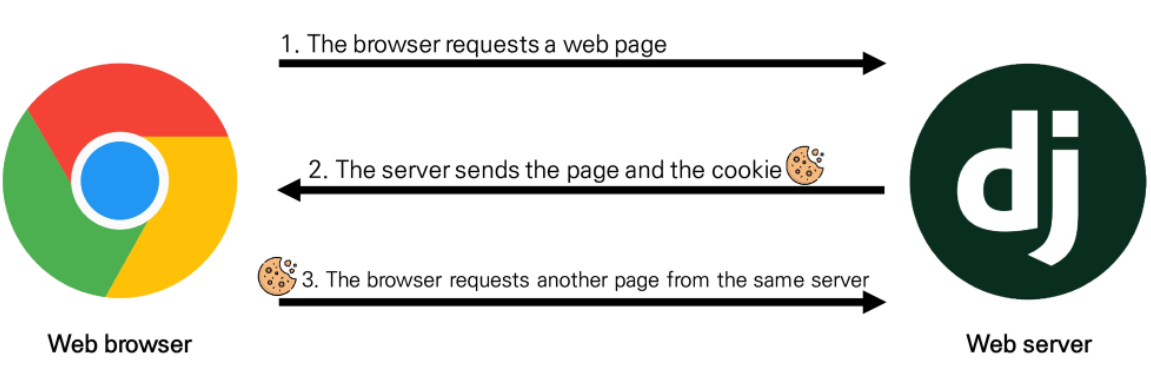 1. The browser requests a web page
2. The server sends the page and the cookie
3. The browser requests another page from the same server
dj
Web browser
Web server